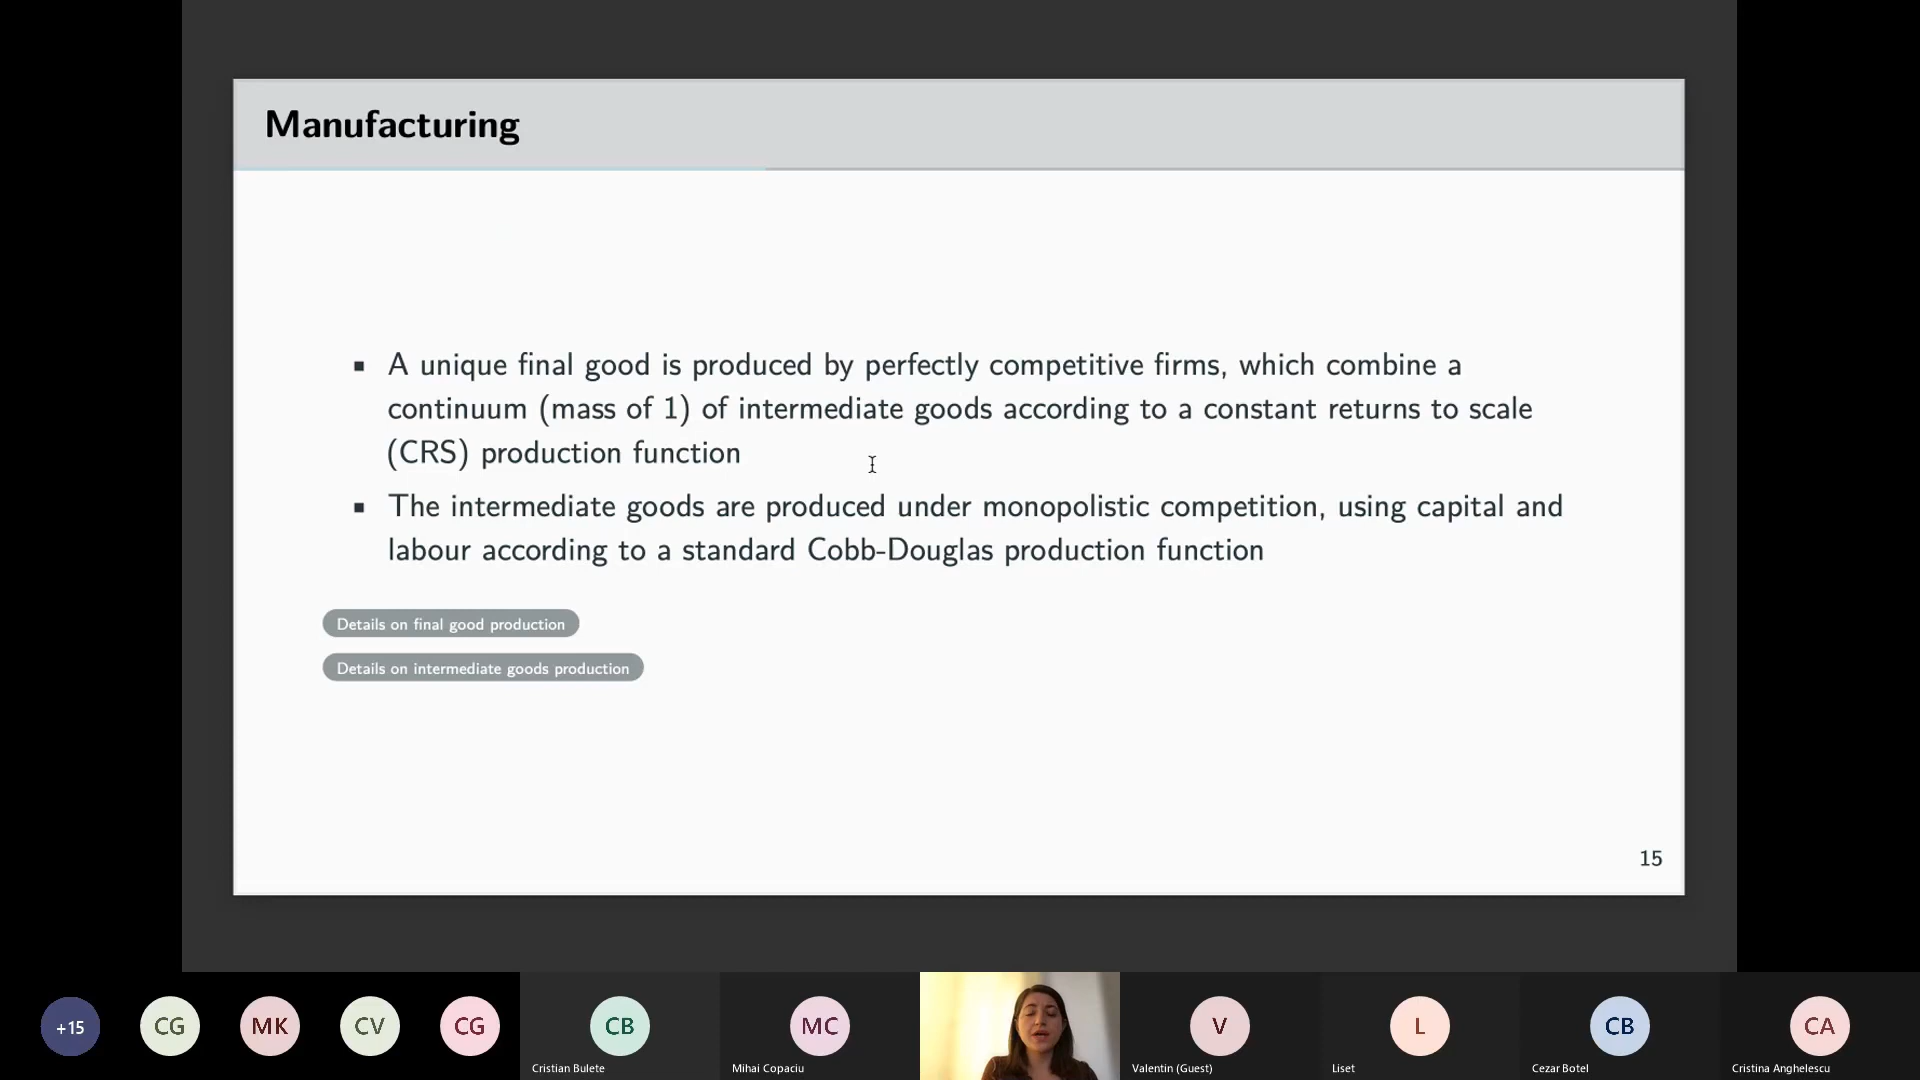 Manufacturing
A unique final good is produced by perfectly competitive firms, which combine a
continuum (mass of 1) of intermediate goods according to a constant returns to scale
(CRS) production function
The intermediate goods are produced under monopolistic competition, using capital and
labour according to a standard Cobb-Douglas production function
Details on final good production
Details on intermediate goods production
15
+15
CG
MK
CV
CG
CB
Cristian Bulete
MC
Mihai Copaciu
V
Valentin (Guest)
L
Liset
CB
Cezar Botel
CA
Cristina Anghelescu